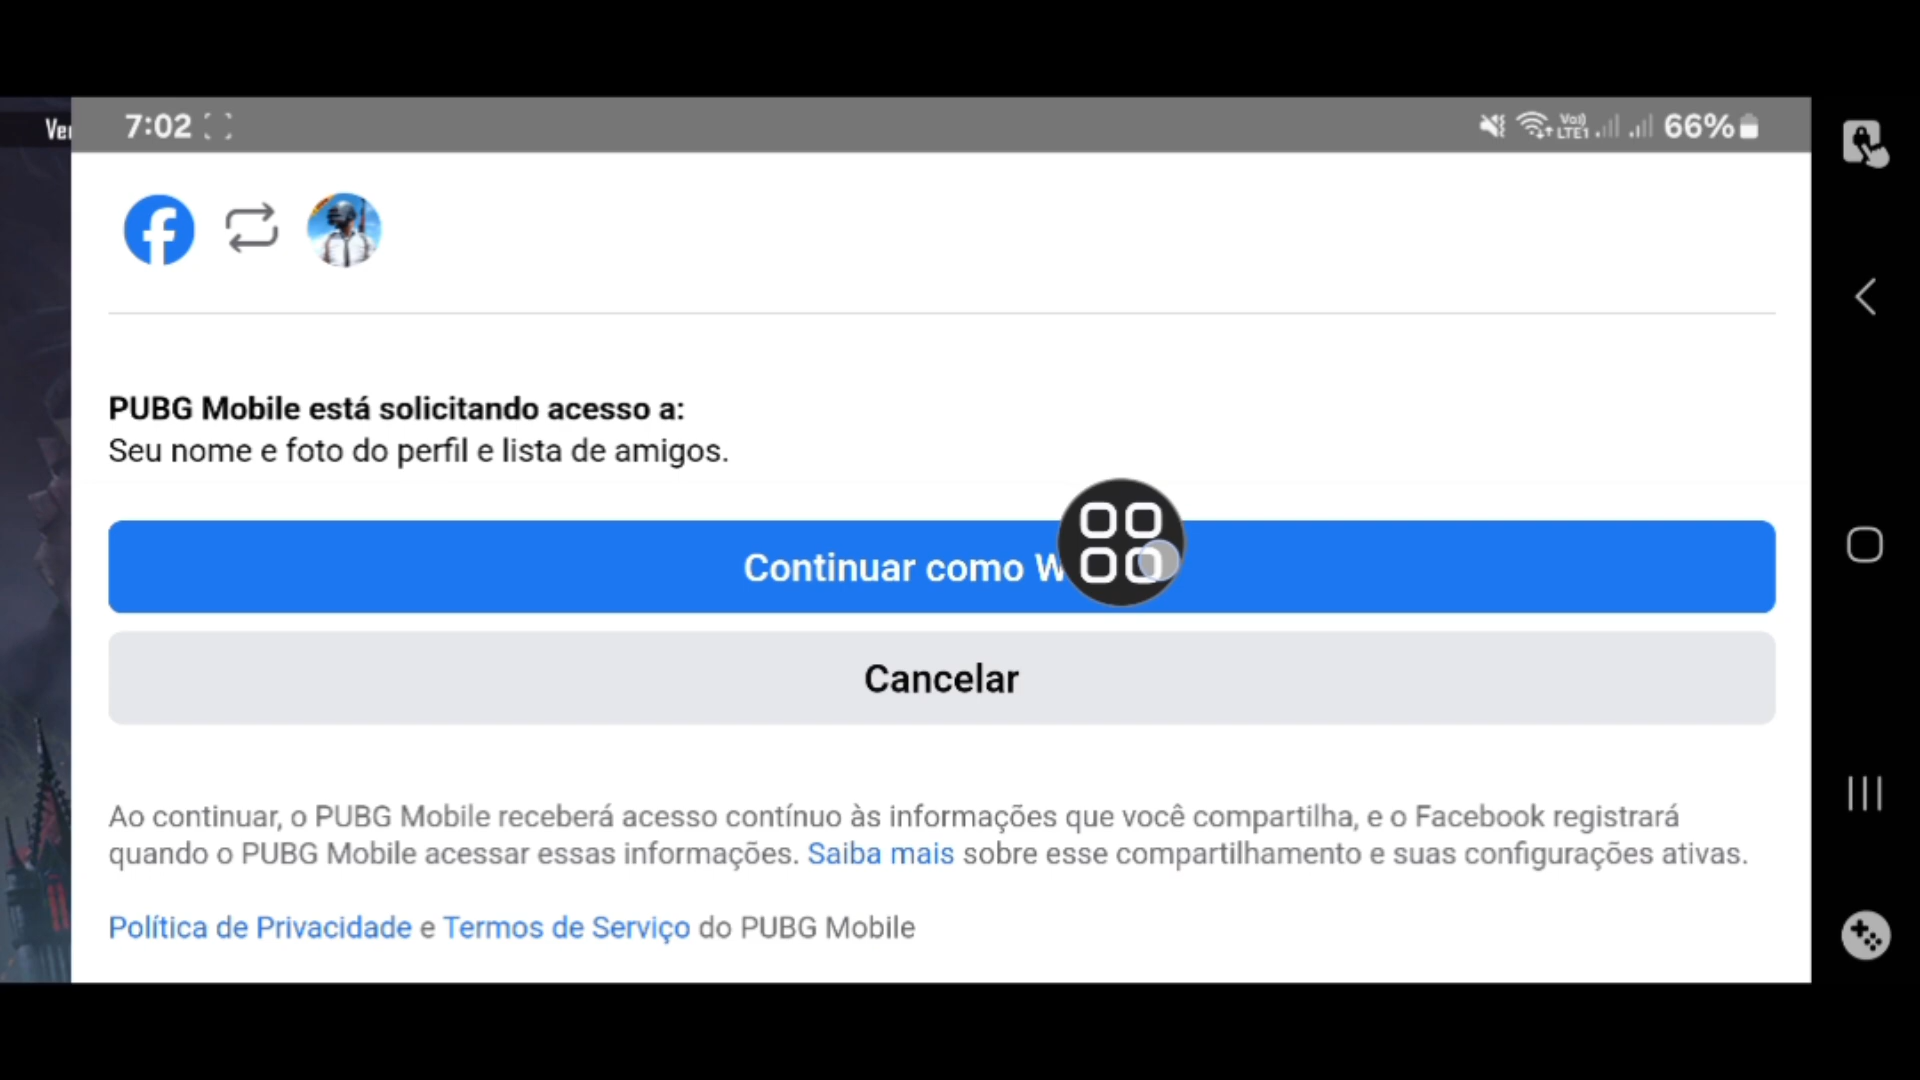 7:02
66%
PUBG Mobile está solicitando acesso a:
Seu nome e foto do perfil e lista de amigos.
Continuar como
Cancelar
Ao continuar, o PUBG Mobile receberá acesso contínuo às informações que você compartilha, e o Facebook registrará
quando o PUBG Mobile acessar essas informações. Saiba mais sobre esse compartilhamento e suas configurações ativas.
Política de Privacidade e Termos de Serviço do PUBG Mobile